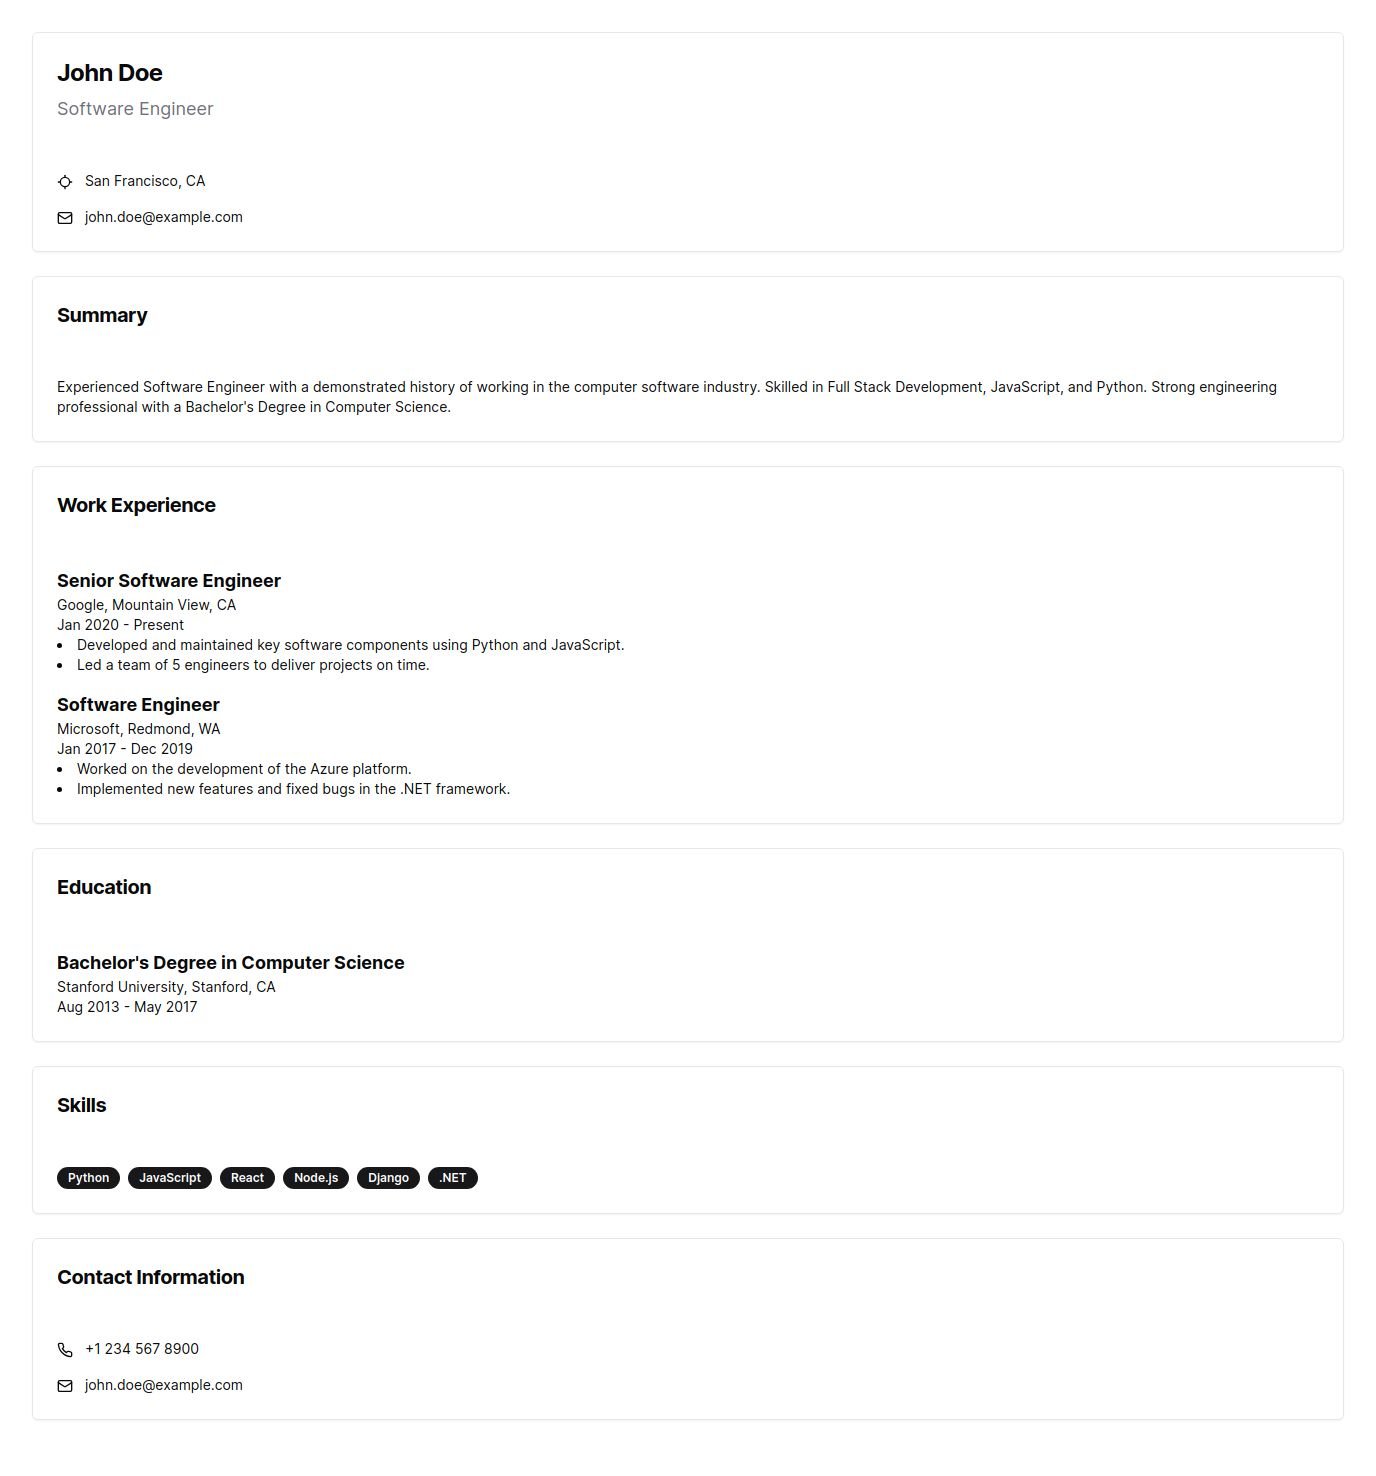 John Doe
Software Engineer
San Francisco, CA
john.doe@example.com
Summary
Experienced Software Engineer with a demonstrated history of working in the computer software industry. Skilled in Full Stack Development, JavaScript, and Python. Strong engineering
professional with a Bachelor's Degree in Computer Science.
Work Experience
Senior Software Engineer
Google, Mountain View, CA
Jan 2020 - Present
• Developed and maintained key software components using Python and JavaScript.
• Led a team of 5 engineers to deliver projects on time.
Software Engineer
Microsoft, Redmond, WA
Jan 2017 - Dec 2019
• Worked on the development of the Azure platform.
• Implemented new features and fixed bugs in the .NET framework.
Education
Bachelor's Degree in Computer Science
Stanford University, Stanford, CA
Aug 2013 - May 2017
Skills
Python JavaScript React Node.js Django .NET
Contact Information
+1 234 567 8900
john.doe@example.com